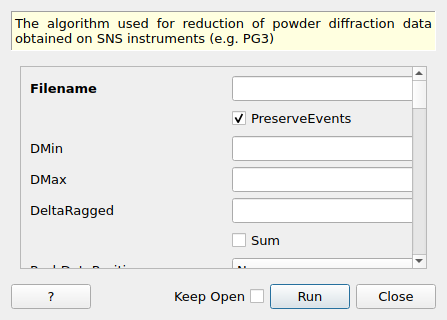 The algorithm used for reduction of powder diffraction data
obtained on SNS instruments (e.g. PG3)
Filename
PreserveEvents
DMin
DMax
DeltaRagged
Sum
? Keep Open Run Close